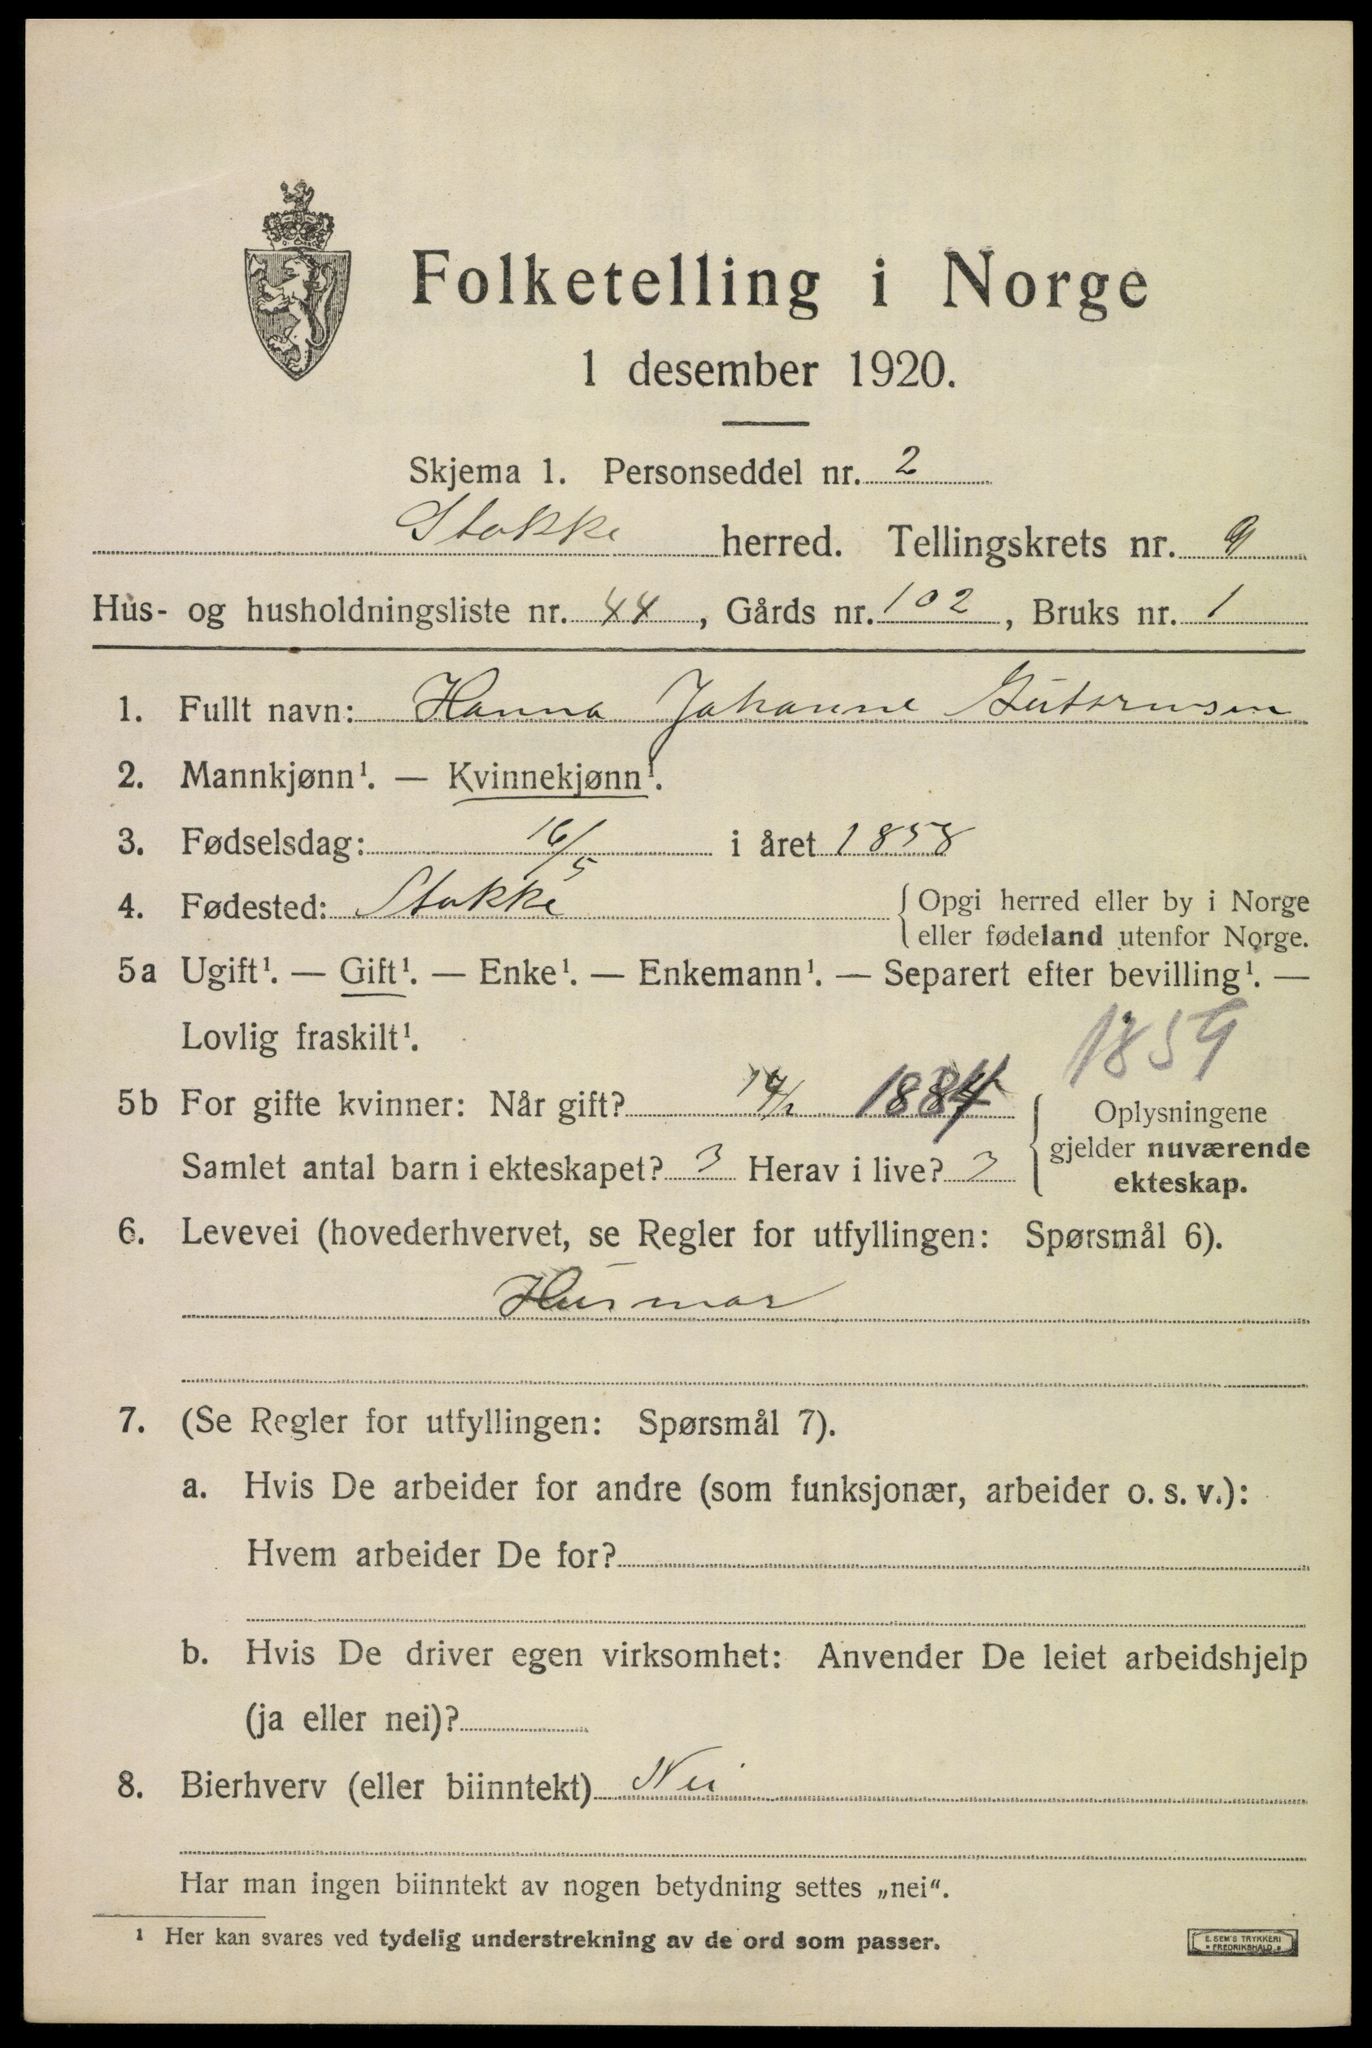 Folketelling i Norge
1 desember 1920.
Skjema 1. Personseddel nr. 2
Stokke herred. Tellingskrets nr. 9
Hus- og husholdningsliste nr. 44, Gårds nr. 102, Bruks nr. 1
1. Fullt navn: Hanna Johanne Gutormsen
2. Mannkjønn¹. — Kvinnekjønn¹.
3. Fødselsdag: 16/5 i året 1858
4. Fødested: Stokke { Opgi herred eller by i Norge
eller fødeland utenfor Norge.
5a Ugift¹. — Gift¹. — Enke¹. — Enkemann¹. — Separert efter bevilling¹. —
Lovlig fraskilt¹.
1859
5b For gifte kvinner: Når gift? 1884
Samlet antal barn i ekteskapet? 3 Herav i live? 3
{ Oplysningene
gjelder nuværende
ekteskap.
6. Levevei (hovederhvervet, se Regler for utfyllingen: Spørsmål 6).
Husmor
7. (Se Regler for utfyllingen: Spørsmål 7).
a. Hvis De arbeider for andre (som funksjonær, arbeider o. s. v.):
Hvem arbeider De for?
b. Hvis De driver egen virksomhet: Anvender De leiet arbeidshjelp
(ja eller nei)?
8. Bierhverv (eller biinntekt) Nei
Har man ingen biinntekt av nogen betydning settes „nei".
¹ Her kan svares ved tydelig understrekning av de ord som passer.
E. SEM'S TRYKKERI
FREDRIKSHALD